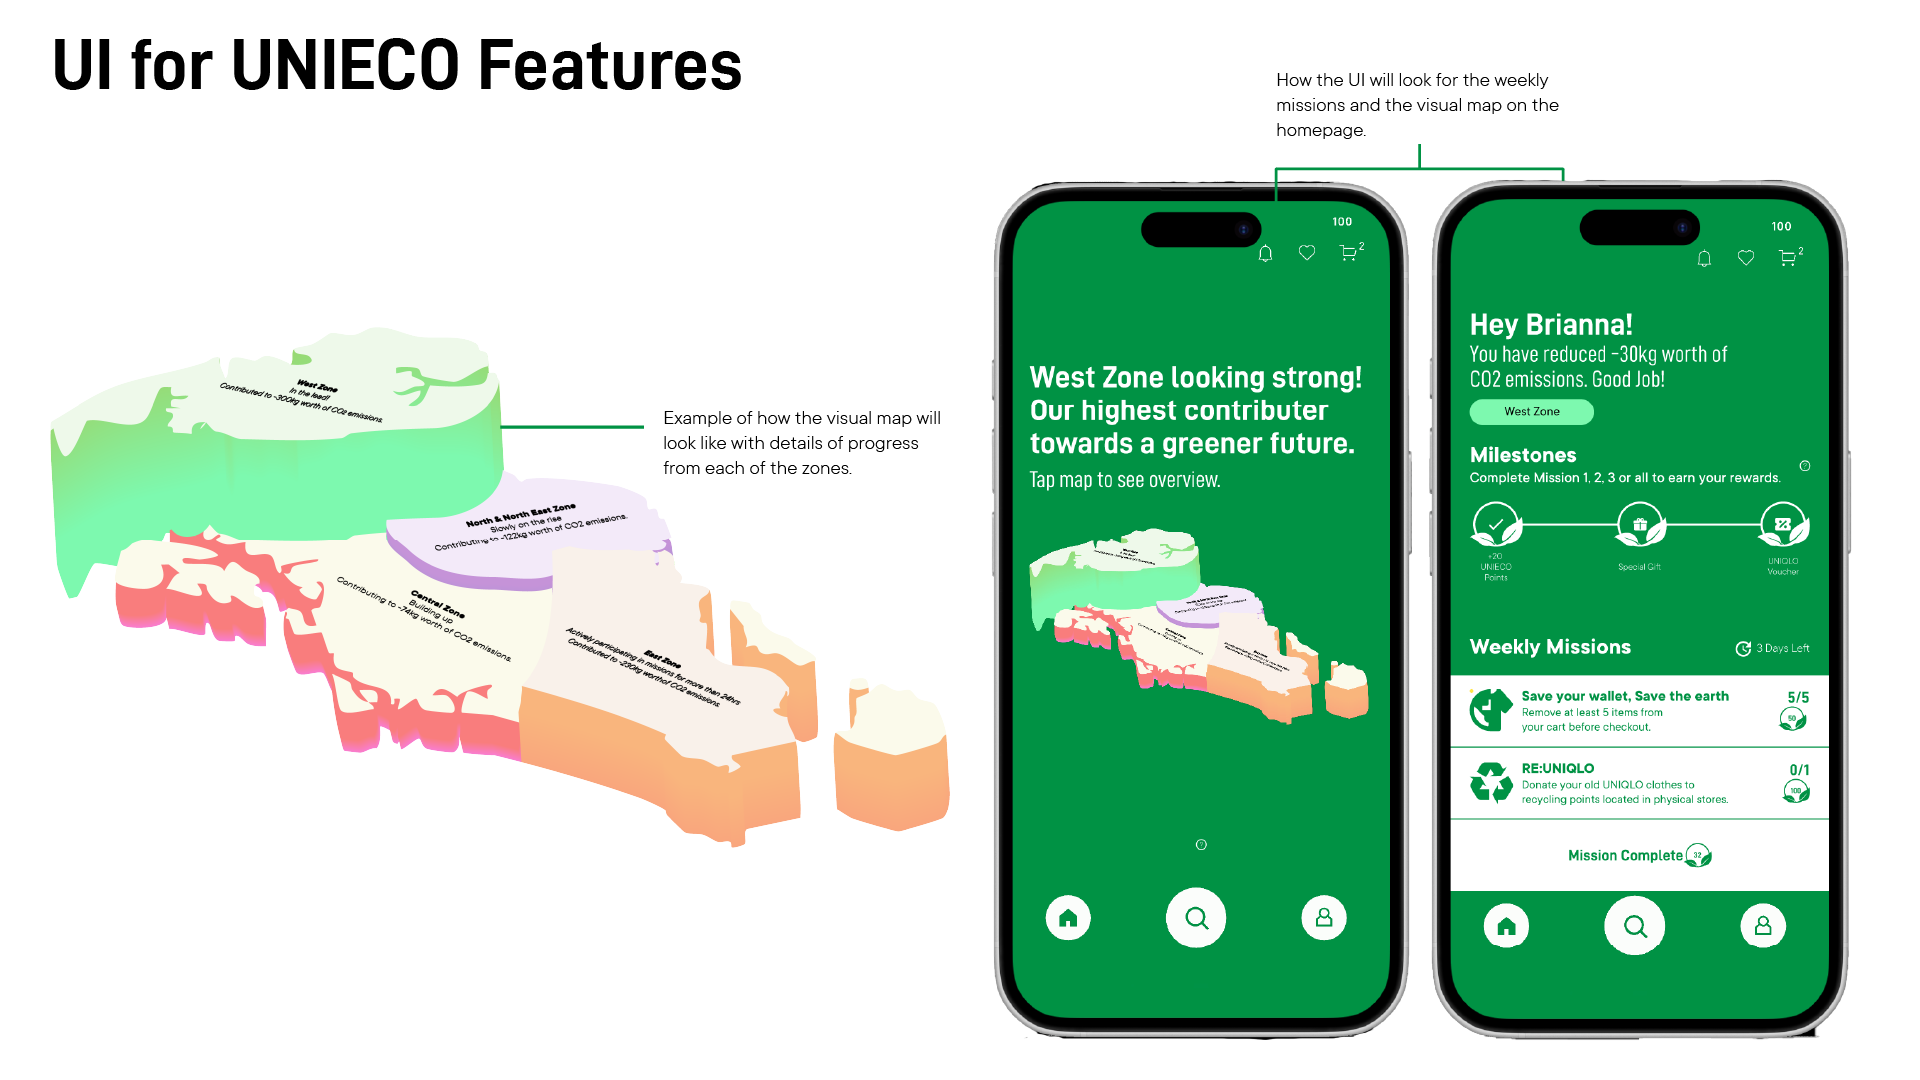 UI for UNIECO Features
How the UI will look for the weekly
missions and the visual map on the
homepage.
West Zone
In the lead!
Contributed to -300kg worth of CO2 emissions.
Example of how the visual map will
look like with details of progress
from each of the zones.
North & North East Zone
Slowly on the rise
Contributing to -122kg worth of CO2 emissions.
Central Zone
Building up
Contributing to -74kg worth of CO2 emissions.
East Zone
Actively participating in missions for more than 24hrs
Contributed to -230kg worthof CO2 emissions.
100
2
West Zone looking strong!
Our highest contributer
towards a greener future.
Tap map to see overview.
?
100
2
Hey Brianna!
You have reduced -30kg worth of
CO2 emissions. Good Job!
West Zone
Milestones
?
Complete Mission 1, 2, 3 or all to earn your rewards.
+20
UNIECO
Points
Special Gift
UNIQLO
Voucher
Weekly Missions
3 Days Left
Save your wallet, Save the earth
5/5
Remove at least 5 items from
your cart before checkout.
50
RE:UNIQLO
0/1
Donate your old UNIQLO clothes to
recycling points located in physical stores.
100
Mission Complete
32